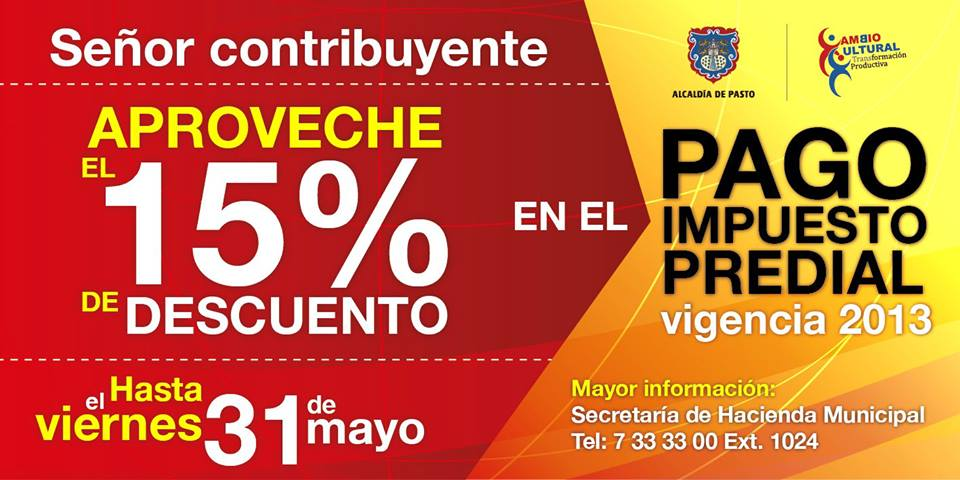 Señor contribuyente
APROVECHE
EL 15%
DE DESCUENTO
EN EL
Hasta
el viernes 31 de mayo
ALCALDÍA DE PASTO
CAMBIO
CULTURAL
Transformación
Productiva
PAGO
IMPUESTO
PREDIAL
vigencia 2013
Mayor información:
Secretaría de Hacienda Municipal
Tel: 7 33 33 00 Ext. 1024